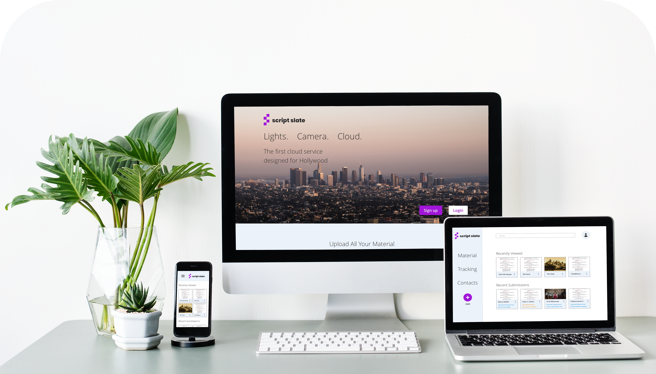 script slate
Lights. Camera. Cloud.
The first cloud service
designed for Hollywood
Sign up
Login
Upload All Your Material
script slate
Material
Tracking
Contacts
Recently Viewed
Recent Submissions
script slate